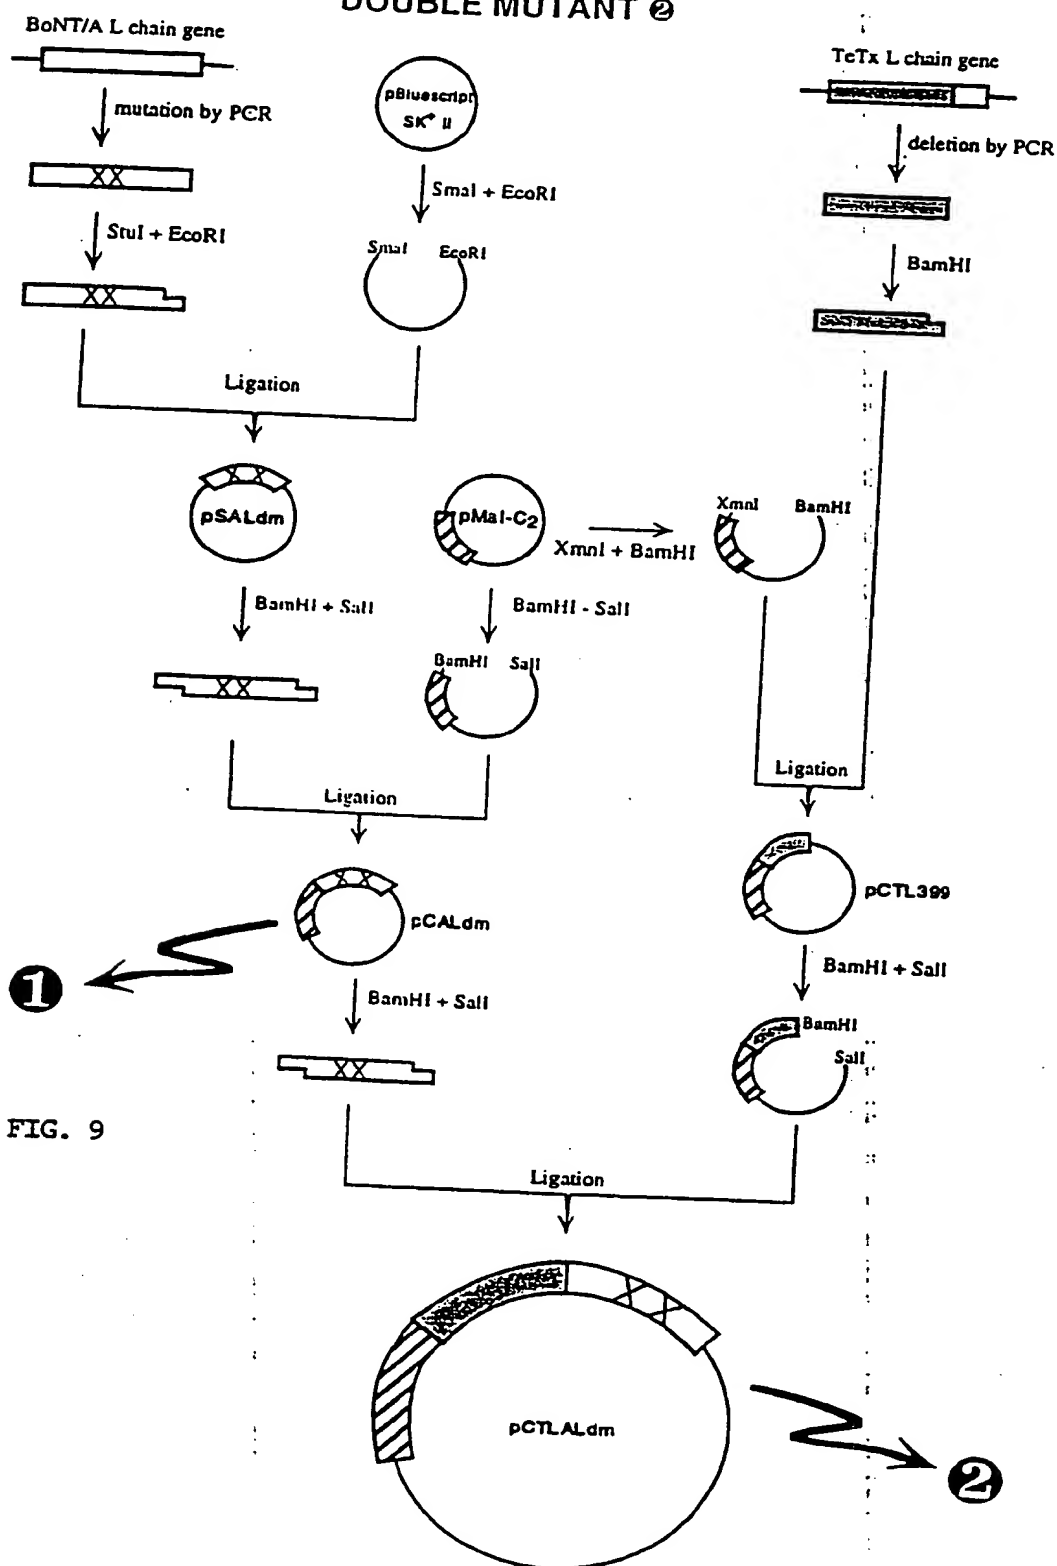 DOUBLE MUTANT ❷
BoNT/A L chain gene
mutation by PCR
StuI + EcoRI
pBluescript
SK+ II
SmaI + EcoRI
SmaI EcoRI
TeTx L chain gene
deletion by PCR
BamHI
Ligation
pSALdm
pMal-C2
XmnI + BamHI
XmnI BamHI
BamHI + SalI
BamHI - SalI
BamHI SalI
Ligation
Ligation
pCALdm
pCTL399
1
BamHI + SalI
BamHI + SalI
BamHI
SalI
FIG. 9
Ligation
pCTLALdm
2